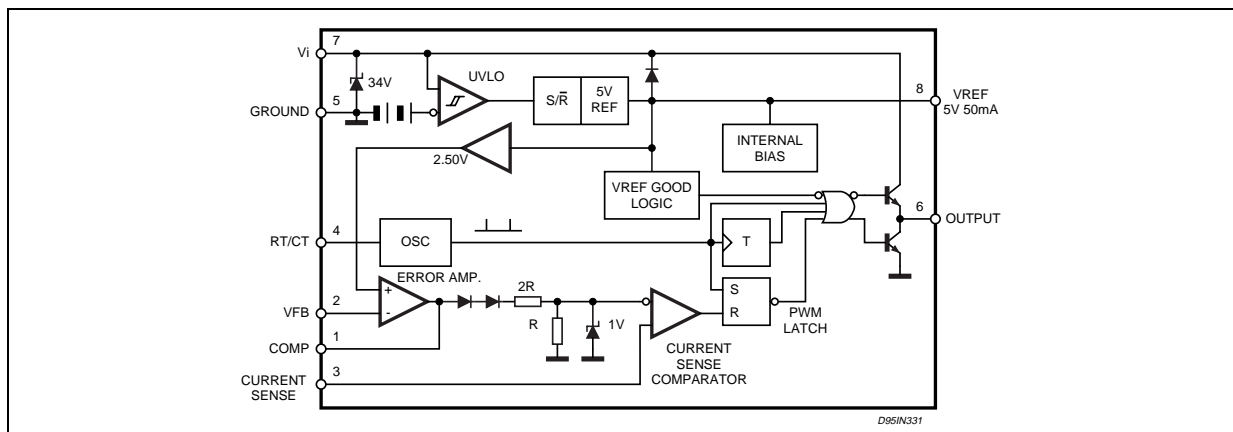 7
Vi
UVLO
34V
S/R̅
5V
REF
8
VREF
5V 50mA
5
GROUND
2.50V
INTERNAL
BIAS
VREF GOOD
LOGIC
6
OUTPUT
4
RT/CT
OSC
T
ERROR AMP.
2R
S
R
+
-
2
VFB
R
1V
PWM
LATCH
1
COMP
CURRENT
SENSE
COMPARATOR
3
CURRENT
SENSE
D95IN331